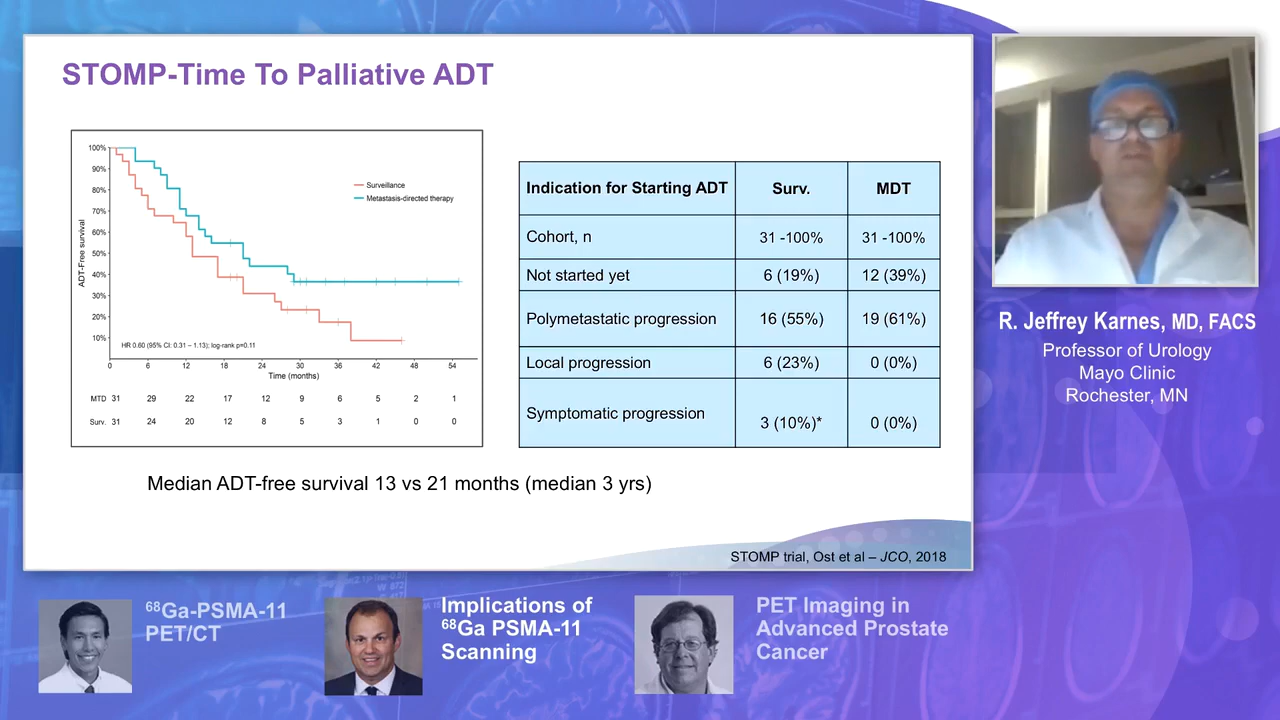 STOMP-Time To Palliative ADT
100%
90%
80%
70%
60%
50%
40%
30%
20%
10%
ADT-Free survival
Surveillance
Metastasis-directed therapy
HR 0.60 (95% CI: 0.31 – 1.13); log-rank p=0.11
0 6 12 18 24 30 36 42 48 54
Time (months)
MTD 31 29 22 17 12 9 6 5 2 1
Surv. 31 24 20 12 8 5 3 1 0 0
Indication for Starting ADT Surv. MDT
Cohort, n 31 -100% 31 -100%
Not started yet 6 (19%) 12 (39%)
Polymetastatic progression 16 (55%) 19 (61%)
Local progression 6 (23%) 0 (0%)
Symptomatic progression 3 (10%)* 0 (0%)
Median ADT-free survival 13 vs 21 months (median 3 yrs)
STOMP trial, Ost et al – JCO, 2018
R. Jeffrey Karnes, MD, FACS
Professor of Urology
Mayo Clinic
Rochester, MN
68Ga-PSMA-11
PET/CT
Implications of
68Ga PSMA-11
Scanning
PET Imaging in
Advanced Prostate
Cancer